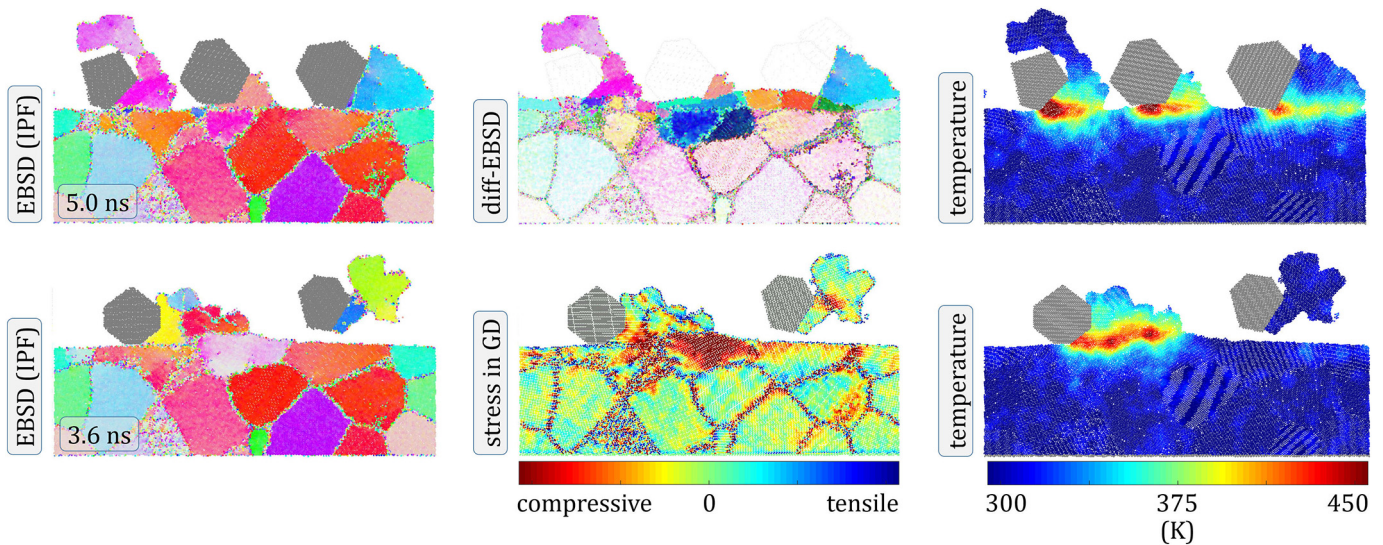 EBSD (IPF)
5.0 ns
diff-EBSD
temperature
EBSD (IPF)
3.6 ns
stress in GD
temperature
compressive 0 tensile
300 375 450
(K)